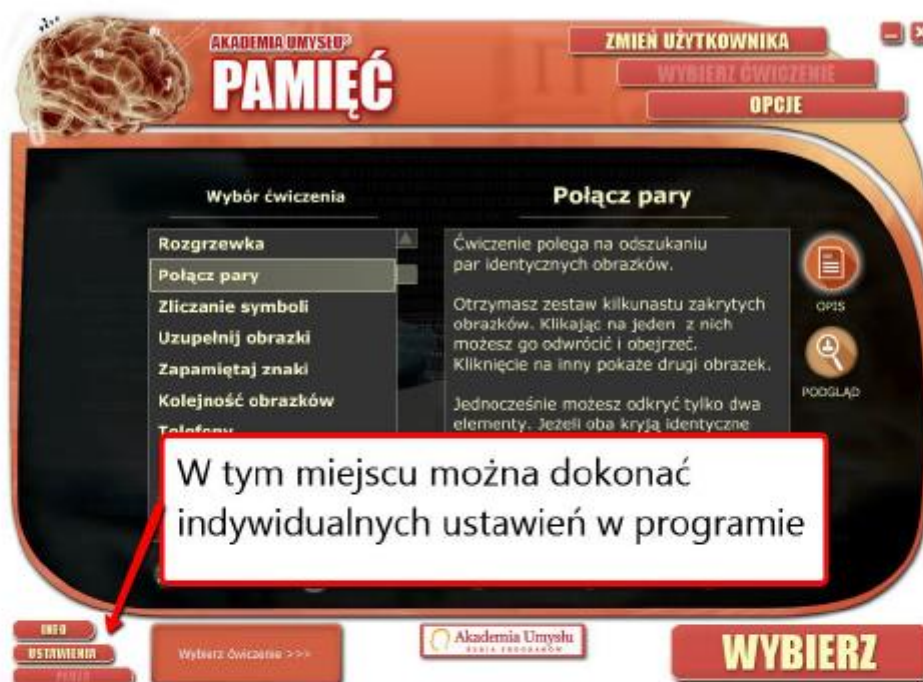 AKADEMIA UMYSŁU®
PAMIĘĆ
ZMIEŃ UŻYTKOWNIKA
WYBIERZ ĆWICZENIE
OPCJE
Wybór ćwiczenia
Rozgrzewka
Połącz pary
Zliczanie symboli
Uzupełnij obrazki
Zapamiętaj znaki
Kolejność obrazków
Telefony
Połącz pary
Ćwiczenie polega na odszukaniu
par identycznych obrazków.
Otrzymasz zestaw kilkunastu zakrytych
obrazków. Klikając na jeden z nich
możesz go odwrócić i obejrzeć.
Kliknięcie na inny pokaże drugi obrazek.
Jednocześnie możesz odkryć tylko dwa
elementy. Jeżeli oba kryją identyczne
OPIS
PODGLĄD
W tym miejscu można dokonać
indywidualnych ustawień w programie
INFO
USTAWIENIA
Wybierz ćwiczenie >>>
Akademia Umysłu
SERIA PROGRAMÓW
WYBIERZ